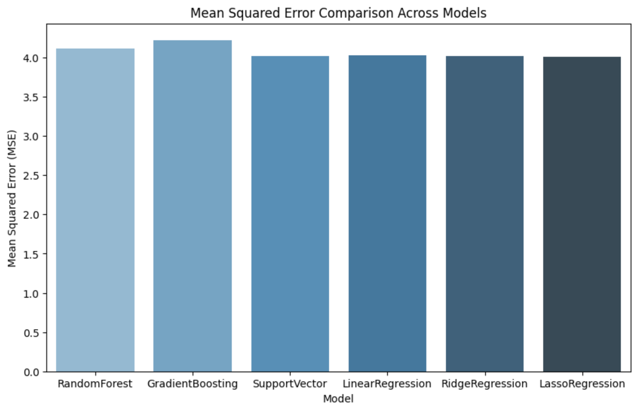 Mean Squared Error Comparison Across Models
Mean Squared Error (MSE)
4.0
3.5
3.0
2.5
2.0
1.5
1.0
0.5
0.0
RandomForest GradientBoosting SupportVector LinearRegression RidgeRegression LassoRegression
Model